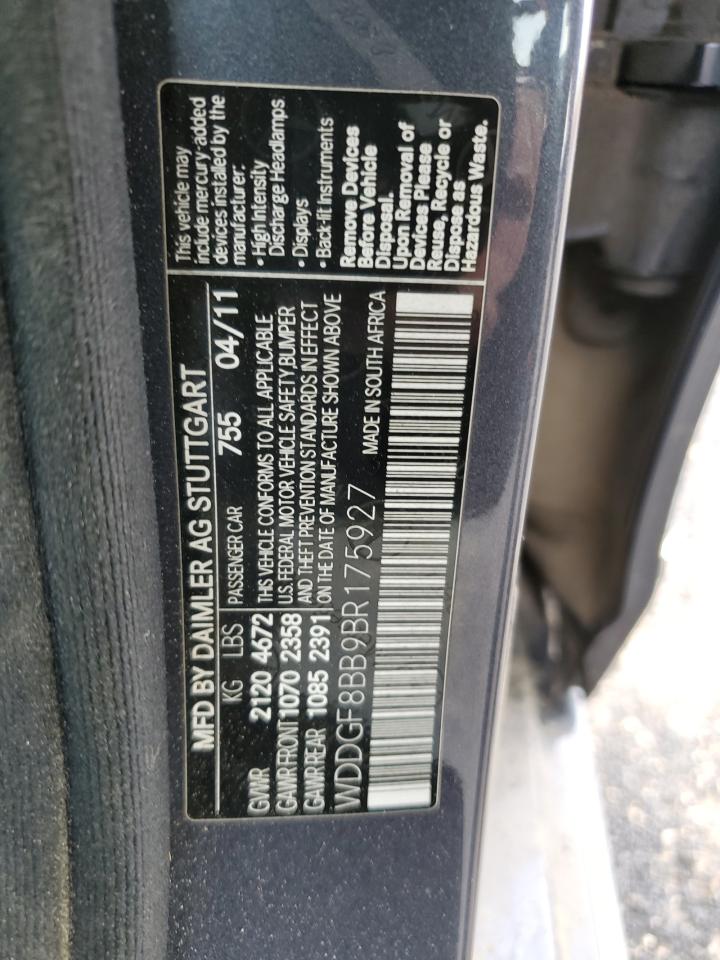 MFD BY DAIMLER AG STUTTGART
KG LBS PASSENGER CAR 755 04/11
GVWR 2120 4672
GAWR FRONT 1070 2358
GAWR REAR 1085 2391
THIS VEHICLE CONFORMS TO ALL APPLICABLE
U.S. FEDERAL MOTOR VEHICLE SAFETY BUMPER
AND THEFT PREVENTION STANDARDS IN EFFECT
ON THE DATE OF MANUFACTURE SHOWN ABOVE
WDDGF8BB9BR175927 MADE IN SOUTH AFRICA
This vehicle may
include mercury-added
devices installed by the
manufacturer:
• High Intensity
Discharge Headlamps
• Displays
• Back-lit Instruments
Remove Devices
Before Vehicle
Disposal.
Upon Removal of
Devices Please
Reuse, Recycle or
Dispose as
Hazardous Waste.